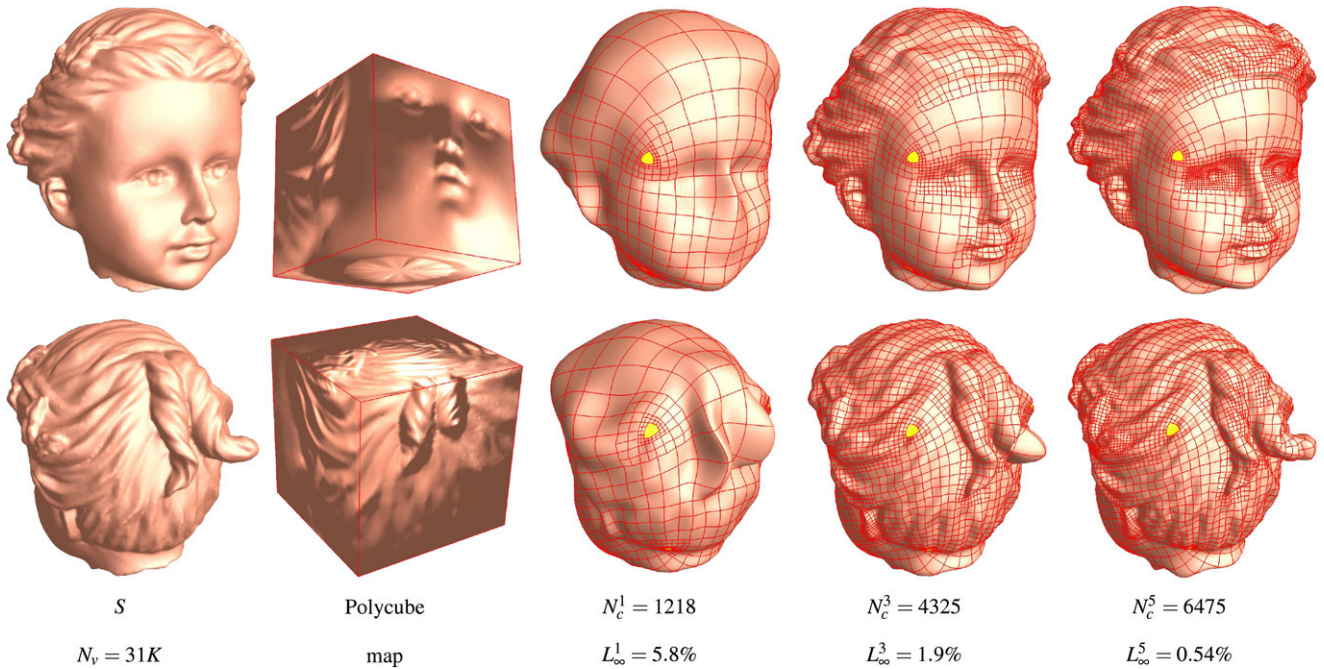 S Polycube N_c^1 = 1218 N_c^3 = 4325 N_c^5 = 6475
N_v = 31K map L_∞^1 = 5.8% L_∞^3 = 1.9% L_∞^5 = 0.54%